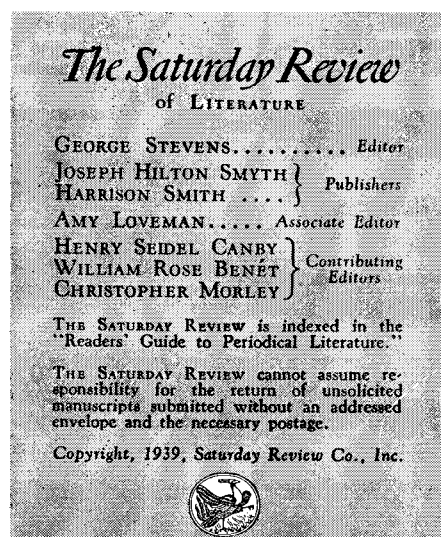 The Saturday Review
of LITERATURE
GEORGE STEVENS.......... Editor
JOSEPH HILTON SMYTH
HARRISON SMITH .... } Publishers
AMY LOVEMAN..... Associate Editor
HENRY SEIDEL CANBY
WILLIAM ROSE BENÉT } Contributing
CHRISTOPHER MORLEY Editors
THE SATURDAY REVIEW is indexed in the
"Readers' Guide to Periodical Literature."
THE SATURDAY REVIEW cannot assume re-
sponsibility for the return of unsolicited
manuscripts submitted without an addressed
envelope and the necessary postage.
Copyright, 1939, Saturday Review Co., Inc.